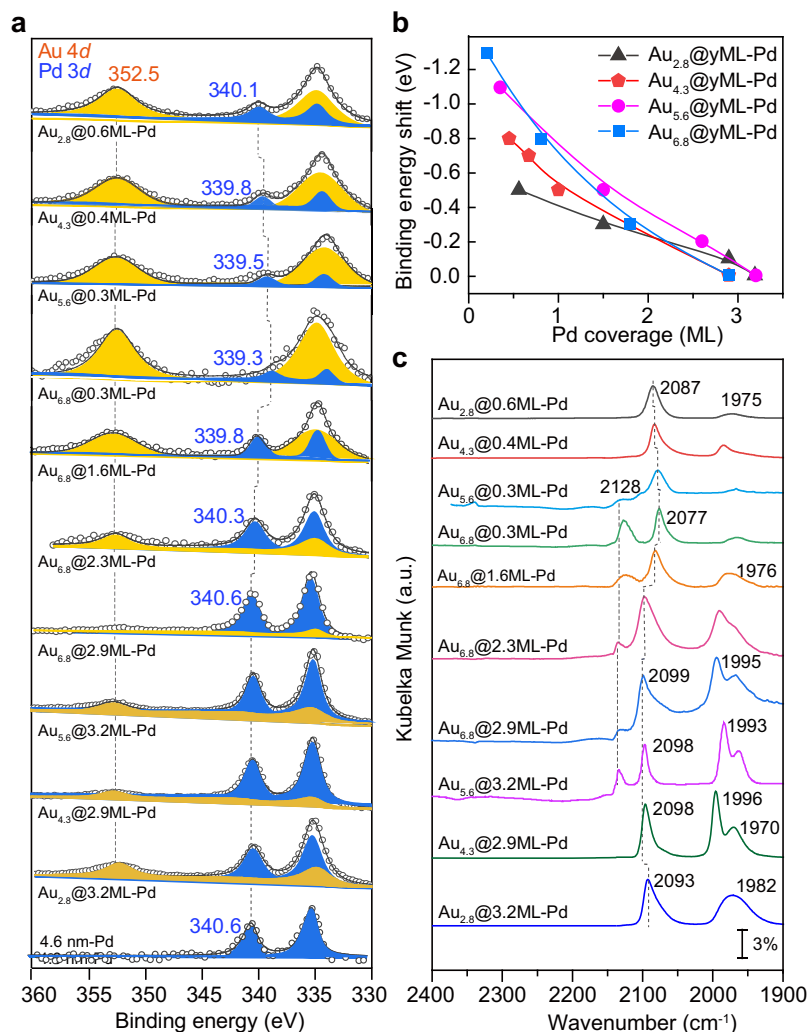 a
Au 4d
Pd 3d
352.5
340.1
Au2.8@0.6ML-Pd
339.8
Au4.3@0.4ML-Pd
339.5
Au5.6@0.3ML-Pd
339.3
Au6.8@0.3ML-Pd
339.8
Au6.8@1.6ML-Pd
340.3
Au6.8@2.3ML-Pd
340.6
Au6.8@2.9ML-Pd
Au5.6@3.2ML-Pd
Au4.3@2.9ML-Pd
Au2.8@3.2ML-Pd
340.6
4.6 nm-Pd
360 355 350 345 340 335 330
Binding energy (eV)
b
Au2.8@yML-Pd
Au4.3@yML-Pd
Au5.6@yML-Pd
Au6.8@yML-Pd
-1.2
-1.0
-0.8
-0.6
-0.4
-0.2
0.0
Binding energy shift (eV)
0 1 2 3
Pd coverage (ML)
c
2087
1975
Au2.8@0.6ML-Pd
Au4.3@0.4ML-Pd
Au5.6@0.3ML-Pd
2128
Au6.8@0.3ML-Pd
2077
Au6.8@1.6ML-Pd
1976
Au6.8@2.3ML-Pd
2099
1995
Au6.8@2.9ML-Pd
1993
2098
Au5.6@3.2ML-Pd
2098
1996
Au4.3@2.9ML-Pd
1970
2093
1982
Au2.8@3.2ML-Pd
3%
Kubelka Munk (a.u.)
2400 2300 2200 2100 2000 1900
Wavenumber (cm-1)